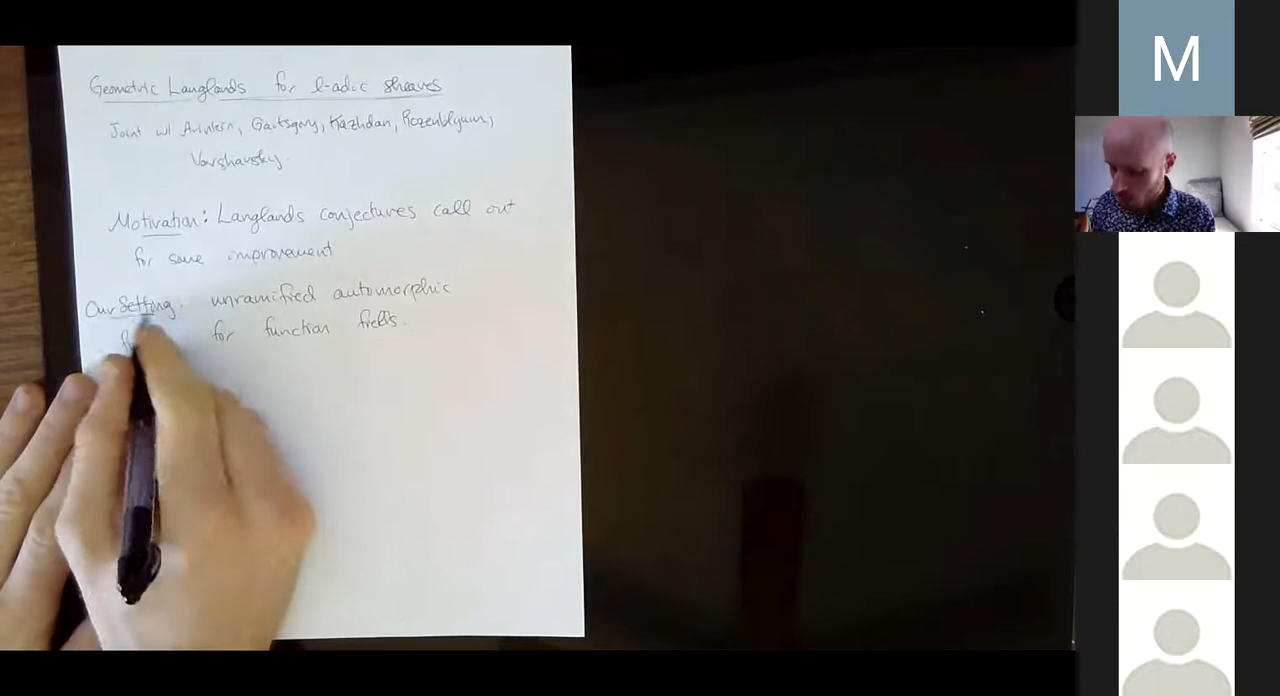 Geometric Langlands for l-adic sheaves
Joint w/ Arinkin, Gaitsgory, Kazhdan, Rozenblyum,
Varshavsky.
Motivation: Langlands conjectures call out
for some improvement
Our Setting. unramified automorphic
for function fields.
M